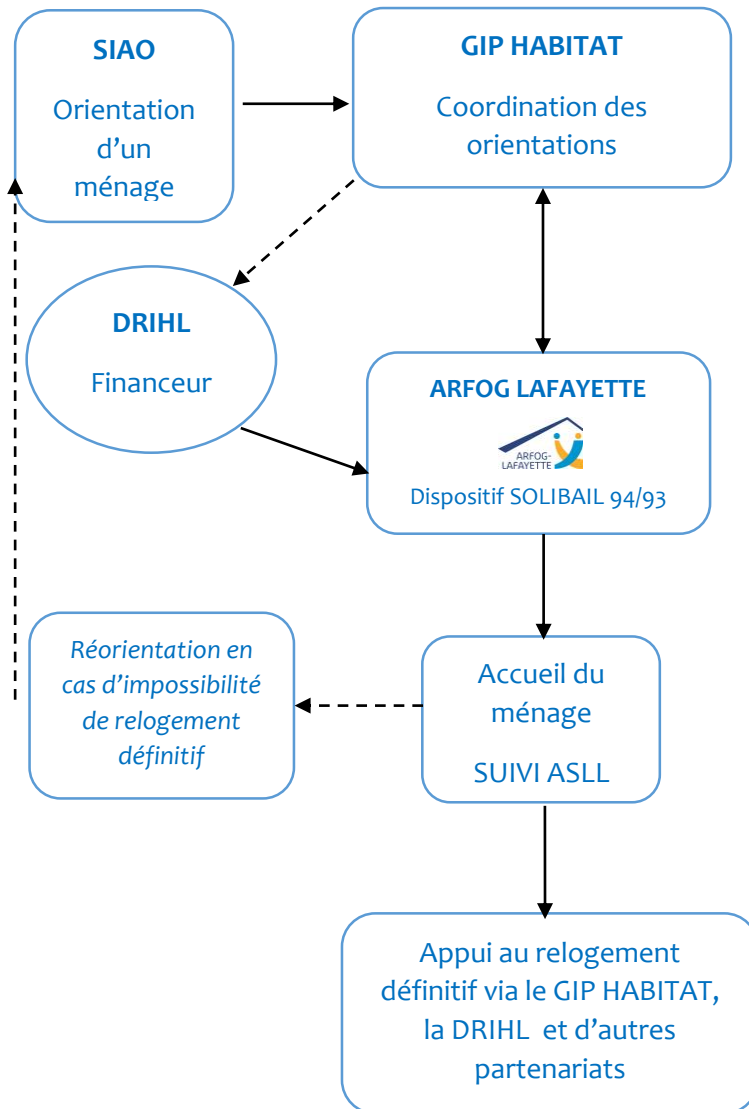 SIAO
Orientation
d’un
ménage
GIP HABITAT
Coordination des
orientations
DRIHL
Financeur
ARFOG LAFAYETTE
ARFOG-
LAFAYETTE
Dispositif SOLIBAIL 94/93
Réorientation en
cas d’impossibilité
de relogement
définitif
Accueil du
ménage
SUIVI ASLL
Appui au relogement
définitif via le GIP HABITAT,
la DRIHL et d’autres
partenariats